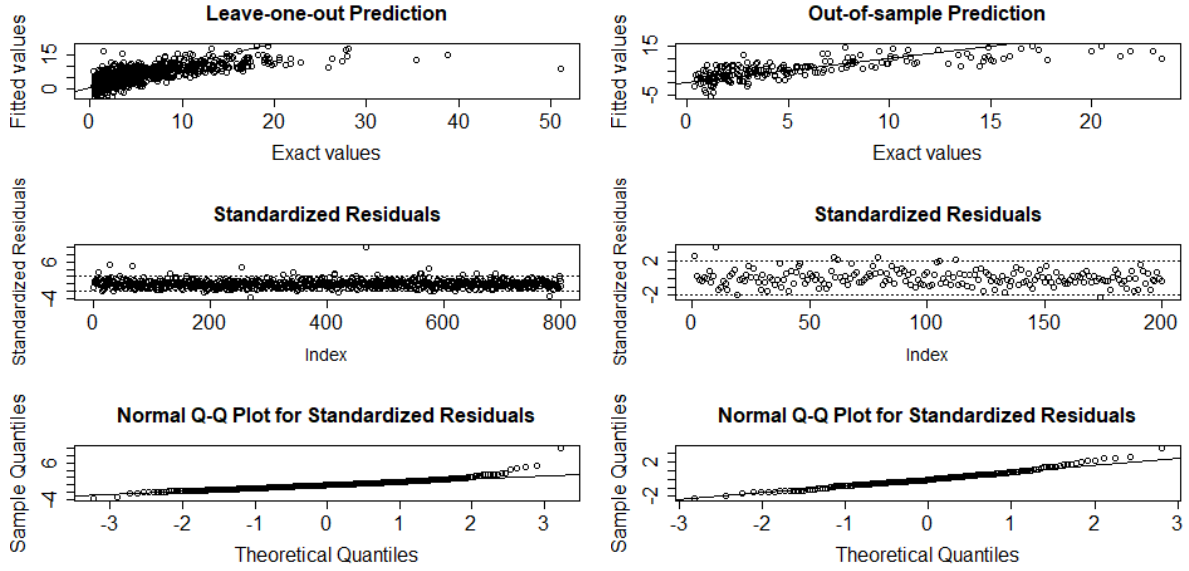 Leave-one-out Prediction
Fitted values
15
0
0 10 20 30 40 50
Exact values
Out-of-sample Prediction
Fitted values
15
5
-5
0 5 10 15 20
Exact values
Standardized Residuals
Standardized Residuals
6
-4
0 200 400 600 800
Index
Standardized Residuals
Standardized Residuals
2
-2
0 50 100 150 200
Index
Normal Q-Q Plot for Standardized Residuals
Sample Quantiles
6
-4
-3 -2 -1 0 1 2 3
Theoretical Quantiles
Normal Q-Q Plot for Standardized Residuals
Sample Quantiles
2
-2
-3 -2 -1 0 1 2 3
Theoretical Quantiles